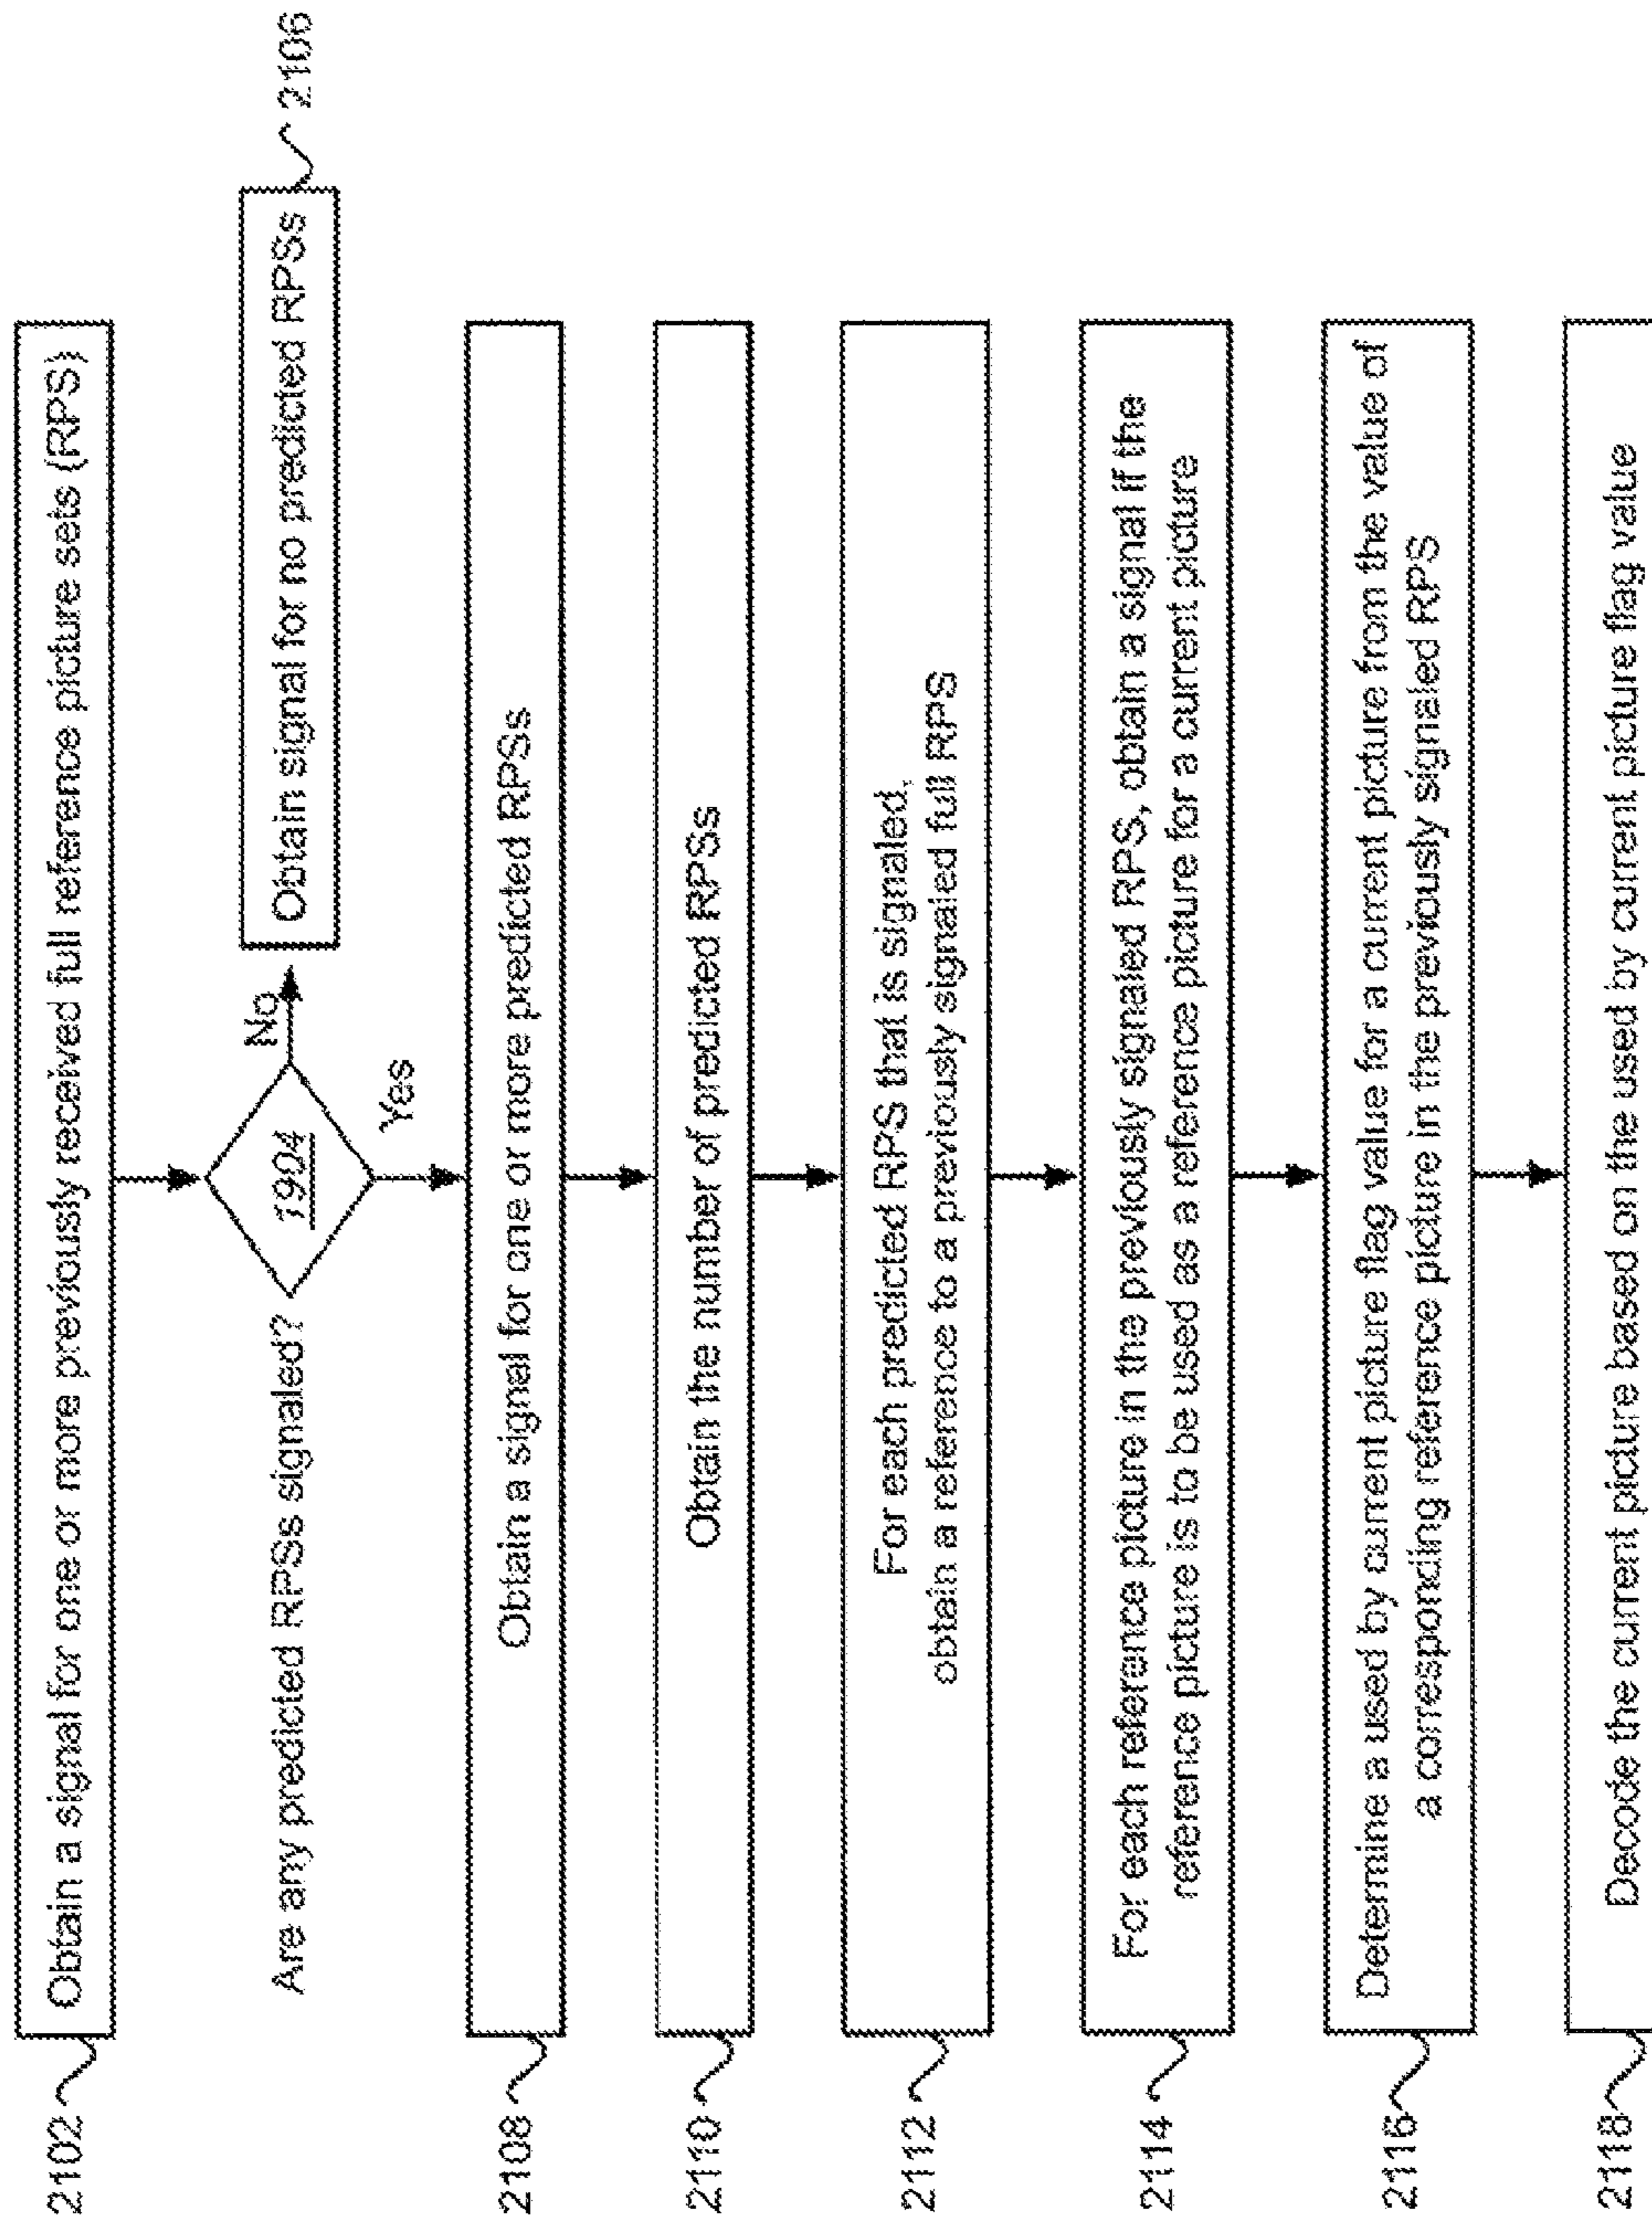 2102
Obtain a signal for one or more previously received full reference picture sets (RPS)
Are any predicted RPSs signaled?
1904
No
Obtain signal for no predicted RPSs
2106
Yes
2108
Obtain a signal for one or more predicted RPSs
2110
Obtain the number of predicted RPSs
2112
For each predicted RPS that is signaled,
obtain a reference to a previously signaled full RPS
2114
For each reference picture in the previously signaled RPS, obtain a signal if the
reference picture is to be used as a reference picture for a current picture
2116
Determine a used by current picture flag value for a current picture from the value of
a corresponding reference picture in the previously signaled RPS
2118
Decode the current picture based on the used by current picture flag value